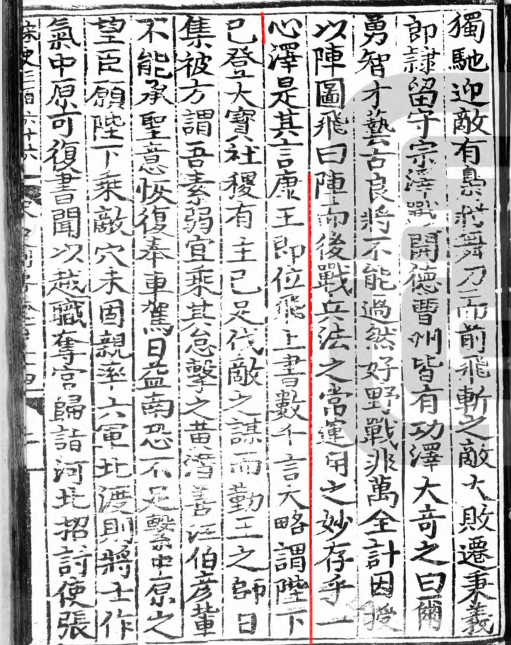 獨馳迎敵有梟將舞刀而前飛斬之敵大敗遷秉義
郎隸留守宗澤戰開德曹州皆有功澤大奇之曰爾
勇智才藝古良將不能過然好野戰非萬全計因授
以陣圖飛曰陣而後戰兵法之常運用之妙存乎一
心澤是其言康王即位飛上書數千言大略謂陛下
已登大寶社稷有主已足伐敵之謀而勤王之師日
集彼方謂吾素弱宜乘其怠擊之黃潛善汪伯彥輩
不能承聖意恢復奉車駕日益南恐不足繫中原之
望臣願陛下乘敵穴未固親率六軍北渡則將士作
氣中原可復書聞以越職奪官歸詣河北招討使張